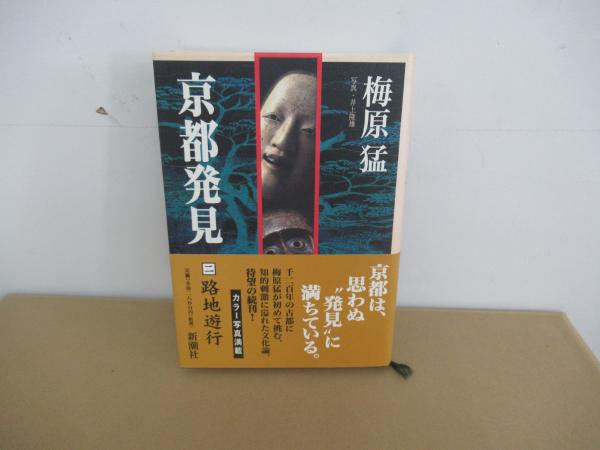 梅原 猛
写真・井上隆雄
京都発見
京都は、
思わぬ
〝発見〟に
満ちている。
千二百年の古都に
梅原猛が初めて挑む、
知的刺激に溢れた文化論、
待望の続刊！
カラー写真満載
二 路地遊行
新潮社